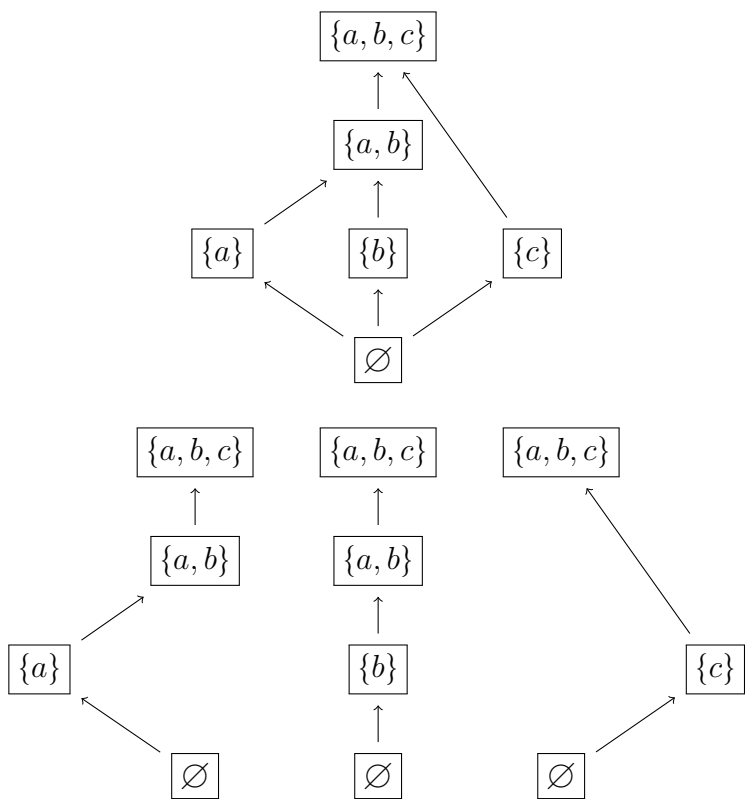 {a, b, c}
{a, b}
{a} {b} {c}
∅
{a, b, c} {a, b, c} {a, b, c}
{a, b} {a, b}
{a} {b} {c}
∅ ∅ ∅